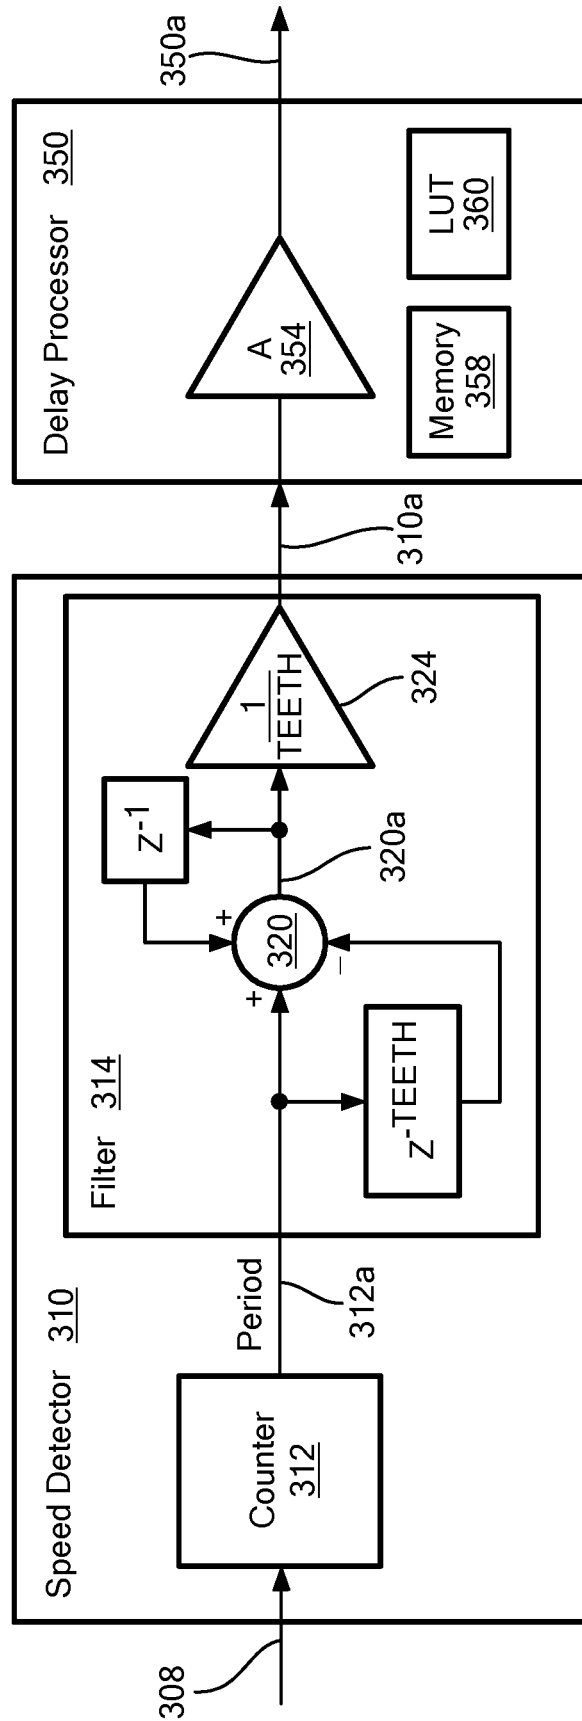 Speed Detector 310
308
Counter
312
Period
312a
Filter 314
z-TEETH
+
+
−
320
320a
z-1
1
TEETH
324
310a
Delay Processor 350
A
354
Memory
358
LUT
360
350a